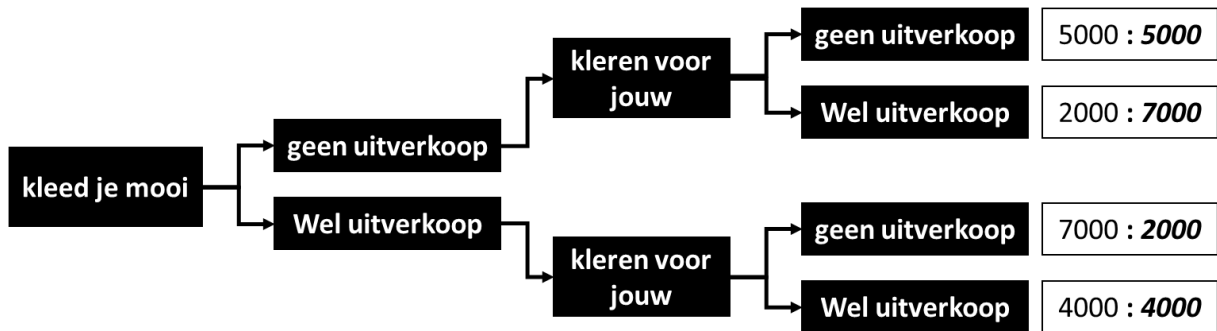 kleed je mooi
geen uitverkoop
Wel uitverkoop
kleren voor
jouw
geen uitverkoop
5000 : 5000
Wel uitverkoop
2000 : 7000
kleren voor
jouw
geen uitverkoop
7000 : 2000
Wel uitverkoop
4000 : 4000